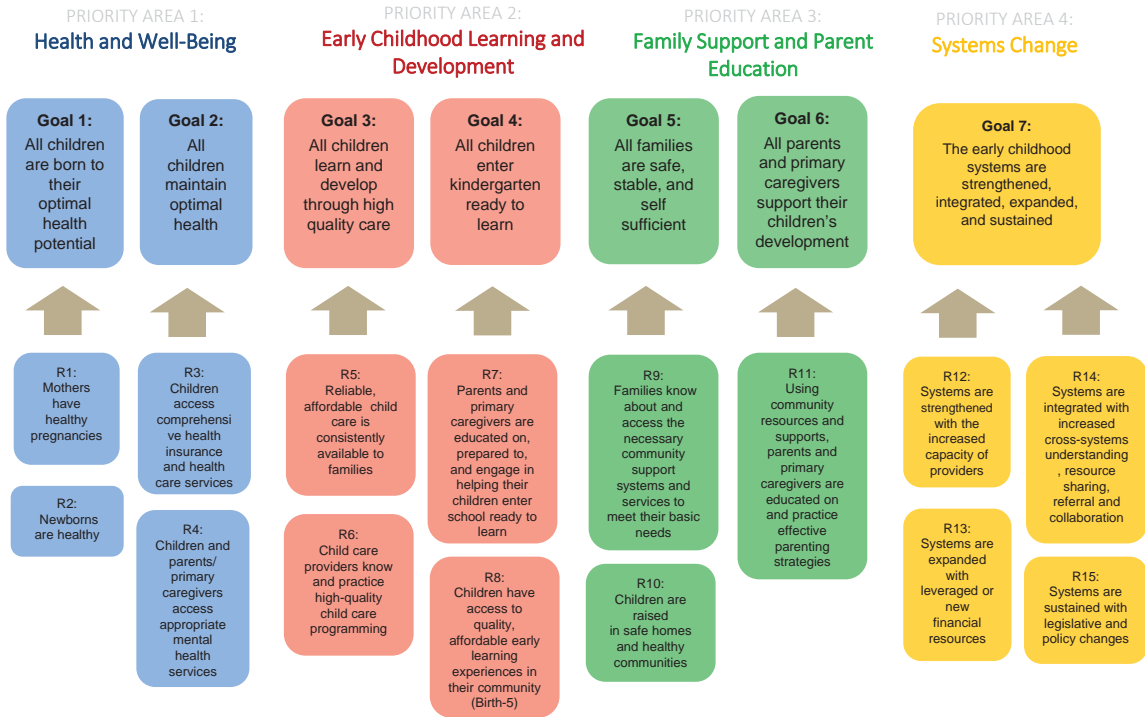 PRIORITY AREA 1:
Health and Well-Being
PRIORITY AREA 2:
Early Childhood Learning and
Development
PRIORITY AREA 3:
Family Support and Parent
Education
PRIORITY AREA 4:
Systems Change
Goal 1:
All children
are born to
their
optimal
health
potential
Goal 2:
All
children
maintain
optimal
health
Goal 3:
All children
learn and
develop
through high
quality care
Goal 4:
All children
enter
kindergarten
ready to
learn
Goal 5:
All families
are safe,
stable, and
self
sufficient
Goal 6:
All parents
and primary
caregivers
support their
children's
development
Goal 7:
The early childhood
systems are
strengthened,
integrated, expanded,
and sustained
R1:
Mothers
have
healthy
pregnancies
R2:
Newborns
are healthy
R3:
Children
access
comprehensi
ve health
insurance
and health
care services
R4:
Children and
parents/
primary
caregivers
access
appropriate
mental
health
services
R5:
Reliable,
affordable child
care is
consistently
available to
families
R6:
Child care
providers know
and practice
high-quality
child care
programming
R7:
Parents and
primary
caregivers are
educated on,
prepared to,
and engage in
helping their
children enter
school ready to
learn
R8:
Children have
access to
quality,
affordable early
learning
experiences in
their community
(Birth-5)
R9:
Families know
about and
access the
necessary
community
support
systems and
services to
meet their basic
needs
R10:
Children are
raised
in safe homes
and healthy
communities
R11:
Using
community
resources and
supports,
parents and
primary
caregivers are
educated on
and practice
effective
parenting
strategies
R12:
Systems are
strengthened
with the
increased
capacity of
providers
R13:
Systems are
expanded
with
leveraged or
new
financial
resources
R14:
Systems are
integrated with
increased
cross-systems
understanding
, resource
sharing,
referral and
collaboration
R15:
Systems are
sustained with
legislative and
policy changes